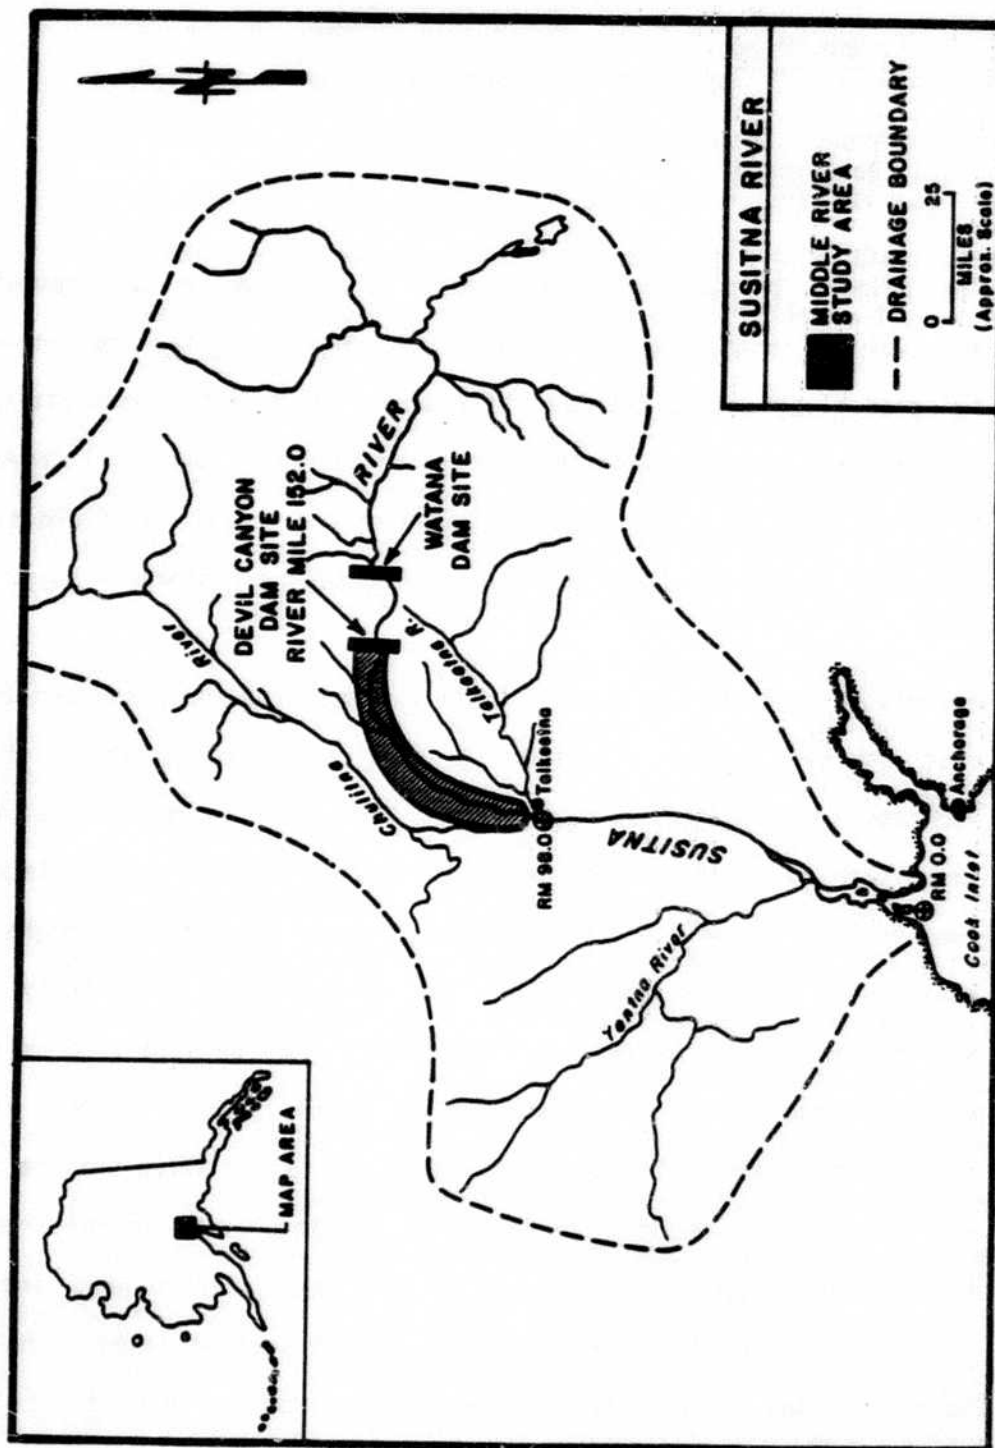 SUSITNA RIVER
MIDDLE RIVER
STUDY AREA
DRAINAGE BOUNDARY
0 25
MILES
(Approx. Scale)
MAP AREA
DEVIL CANYON
DAM SITE
RIVER MILE 152.0
RIVER
WATANA
DAM SITE
River
Chulitna
Talkeetna R.
Talkeetna
RM 98.0
SUSITNA
Yentna River
RM 0.0
Anchorage
Cook Inlet